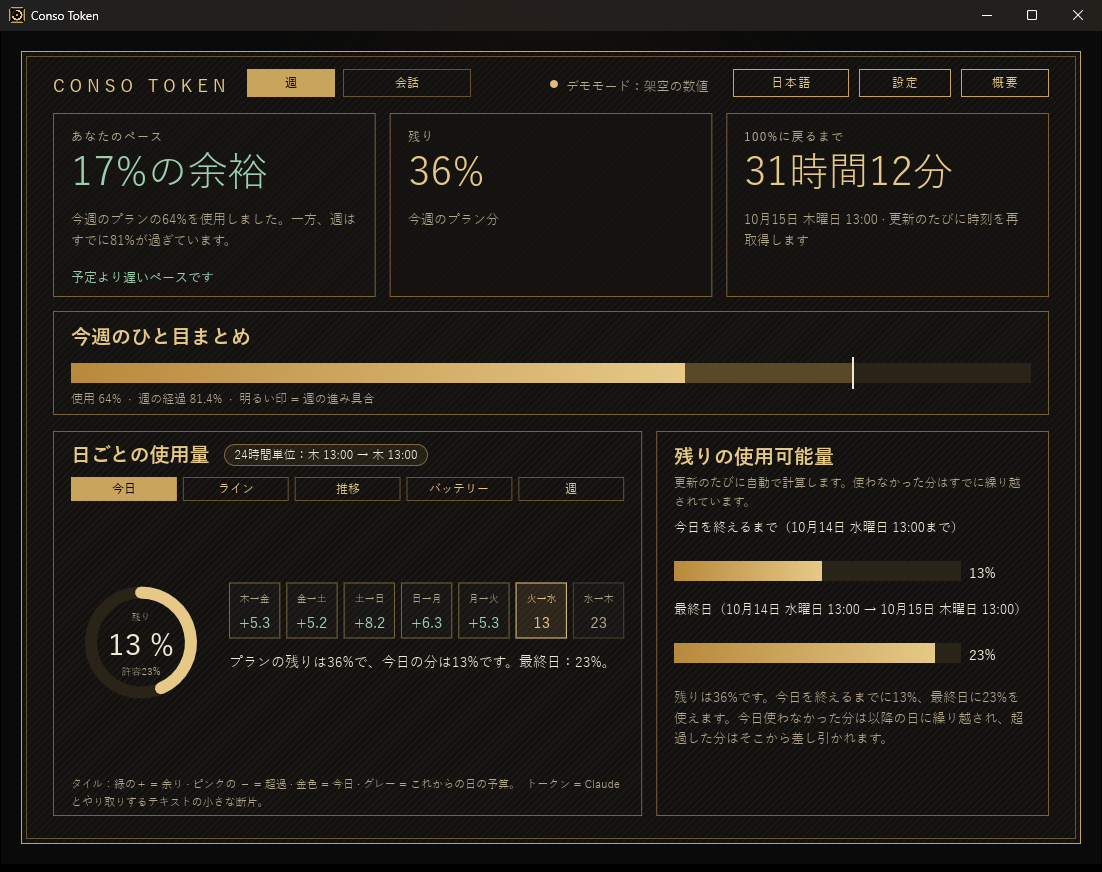 Conso Token
CONSO TOKEN
週
会話
デモモード：架空の数値
日本語
設定
概要
あなたのペース
17%の余裕
今週のプランの64%を使用しました。一方、週は
すでに81%が過ぎています。
予定より遅いペースです
残り
36%
今週のプラン分
100%に戻るまで
31時間12分
10月15日 木曜日 13:00 · 更新のたびに時刻を再
取得します
今週のひと目まとめ
使用 64% · 週の経過 81.4% · 明るい印 = 週の進み具合
日ごとの使用量
24時間単位：木 13:00 → 木 13:00
今日
ライン
推移
バッテリー
週
残り
13 %
許容23%
木→金
+5.3
金→土
+5.2
土→日
+8.2
日→月
+6.3
月→火
+5.3
火→水
13
水→木
23
プランの残りは36%で、今日の分は13%です。最終日：23%。
タイル：緑の + = 余り · ピンクの − = 超過 · 金色 = 今日 · グレー = これからの日の予算。 トークン = Claude
とやり取りするテキストの小さな断片。
残りの使用可能量
更新のたびに自動で計算します。使わなかった分はすでに繰り越
されています。
今日を終えるまで（10月14日 水曜日 13:00まで）
13%
最終日（10月14日 水曜日 13:00 → 10月15日 木曜日 13:00）
23%
残りは36%です。今日を終えるまでに13%、最終日に23%を
使えます。今日使わなかった分は以降の日に繰り越され、超
過した分はそこから差し引かれます。